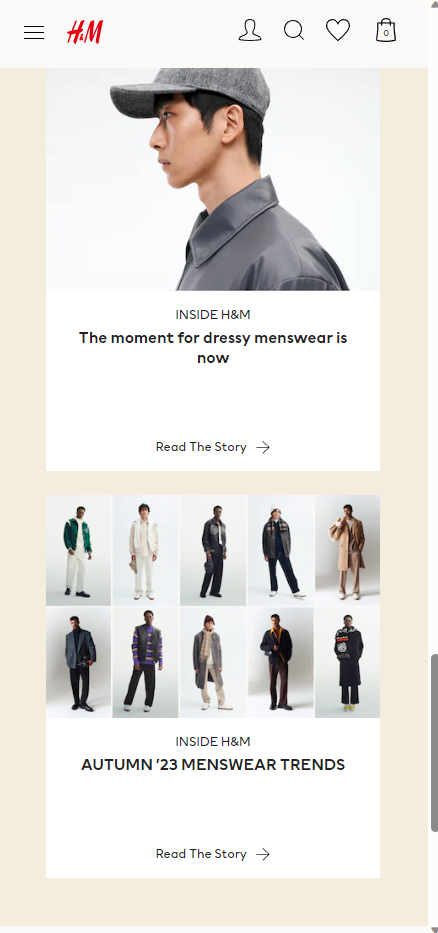 H&M
0
INSIDE H&M
The moment for dressy menswear is
now
Read The Story
INSIDE H&M
AUTUMN '23 MENSWEAR TRENDS
Read The Story